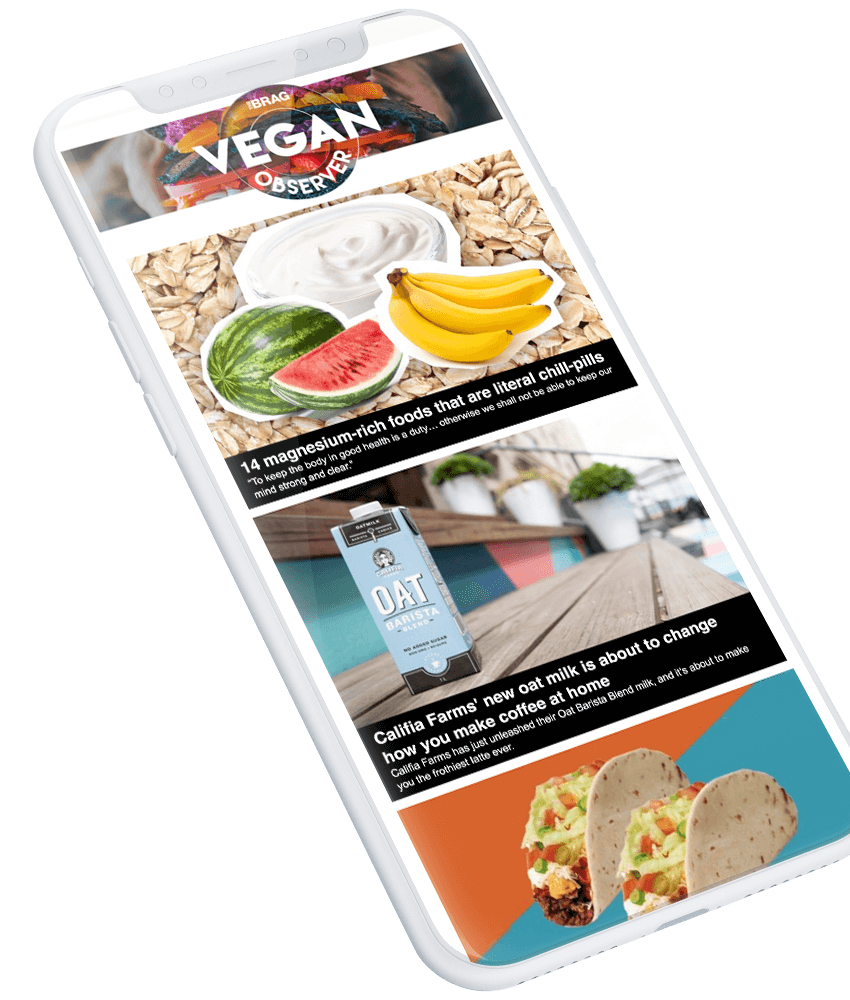 THE BRAG
VEGAN
OBSERVER
14 magnesium-rich foods that are literal chill-pills
"To keep the body in good health is a duty… otherwise we shall not be able to keep our
mind strong and clear."
OATMILK
BARISTA
CALIFIA
FARMS
OAT
BARISTA
BLEND
NO ADDED SUGAR
1L
Califia Farms' new oat milk is about to change
how you make coffee at home
Califia Farms has just unleashed their Oat Barista Blend milk, and it's about to make
you the frothiest latte ever.